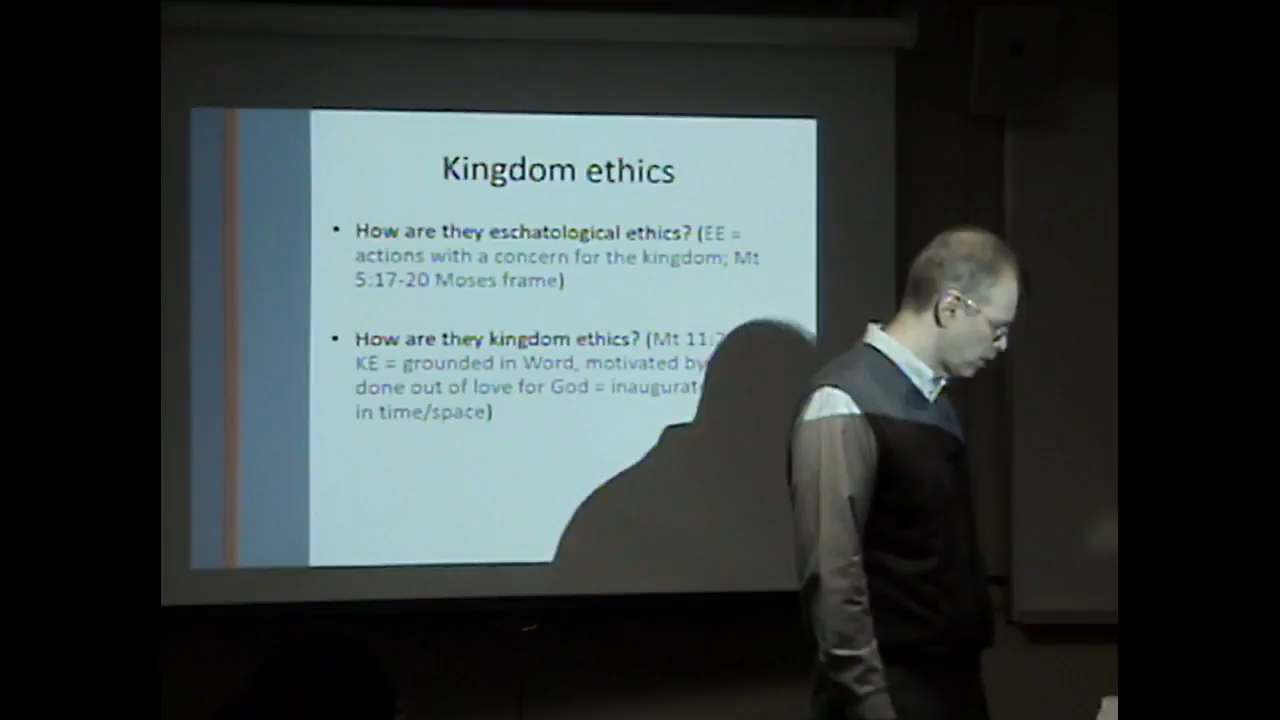 Kingdom ethics
• How are they eschatological ethics? (EE =
actions with a concern for the kingdom; Mt
5:17-20 Moses frame)
• How are they kingdom ethics? (Mt 11:
KE = grounded in Word, motivated by
done out of love for God = inaugurat
in time/space)